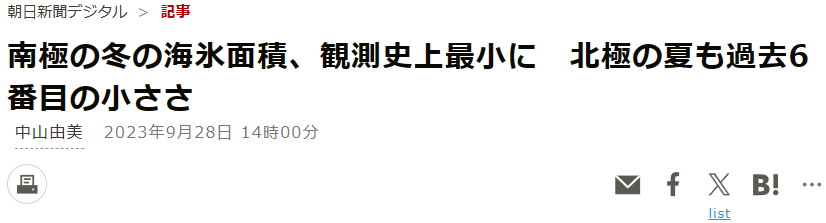 朝日新聞デジタル > 記事
南極の冬の海氷面積、観測史上最小に　北極の夏も過去6
番目の小ささ
中山由美 2023年9月28日 14時00分
B!
list